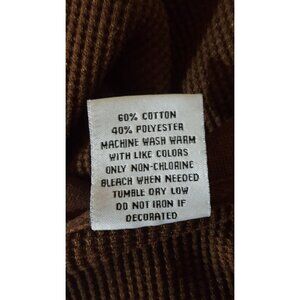 60% COTTON
40% POLYESTER
MACHINE WASH WARM
WITH LIKE COLORS
ONLY NON-CHLORINE
BLEACH WHEN NEEDED
TUMBLE DRY LOW
DO NOT IRON IF
DECORATED